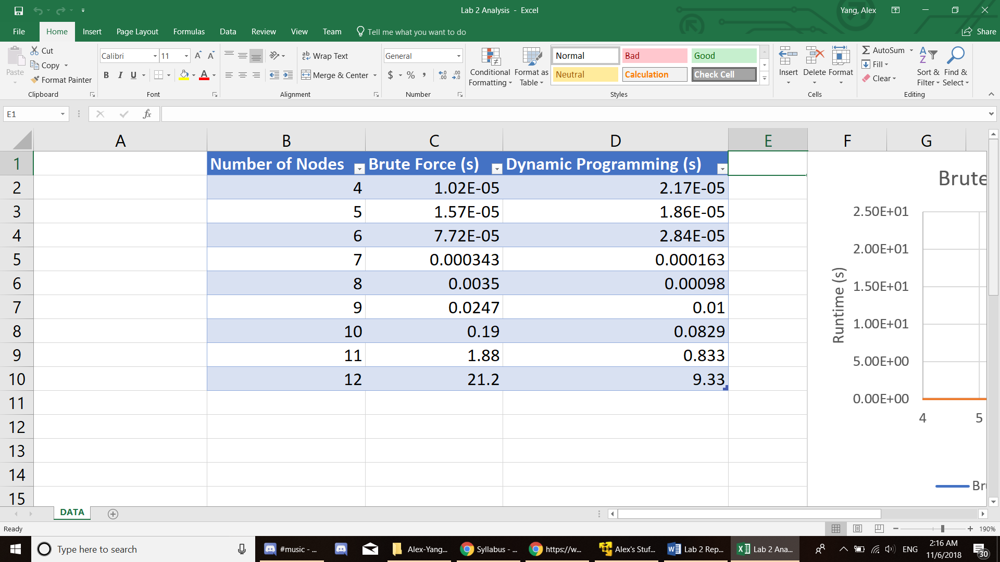 Lab 2 Analysis - Excel
Yang, Alex
File Home Insert Page Layout Formulas Data Review View Team Tell me what you want to do
Share
Paste
Cut
Copy
Format Painter
Clipboard
Calibri 11 A A
B I U A
Font
Wrap Text
Merge & Center
Alignment
General
$ % , .00 .0
Number
Conditional Formatting
Format as Table
Normal Bad Good
Neutral Calculation Check Cell
Styles
Insert Delete Format
Cells
AutoSum
Fill
Clear
Sort & Filter
Find & Select
Editing
E1 fx
A B C D E F G
1 Number of Nodes Brute Force (s) Dynamic Programming (s)
2 4 1.02E-05 2.17E-05
3 5 1.57E-05 1.86E-05
4 6 7.72E-05 2.84E-05
5 7 0.000343 0.000163
6 8 0.0035 0.00098
7 9 0.0247 0.01
8 10 0.19 0.0829
9 11 1.88 0.833
10 12 21.2 9.33
11
12
13
14
15
Brute
2.50E+01
2.00E+01
1.50E+01
1.00E+01
5.00E+00
0.00E+00
Runtime (s)
4 5
Br
DATA
Ready
190%
Type here to search
#music - ...
Alex-Yang...
Syllabus - ...
https://w...
Alex's Stuf...
Lab 2 Rep...
Lab 2 Ana...
ENG
2:16 AM
11/6/2018
30